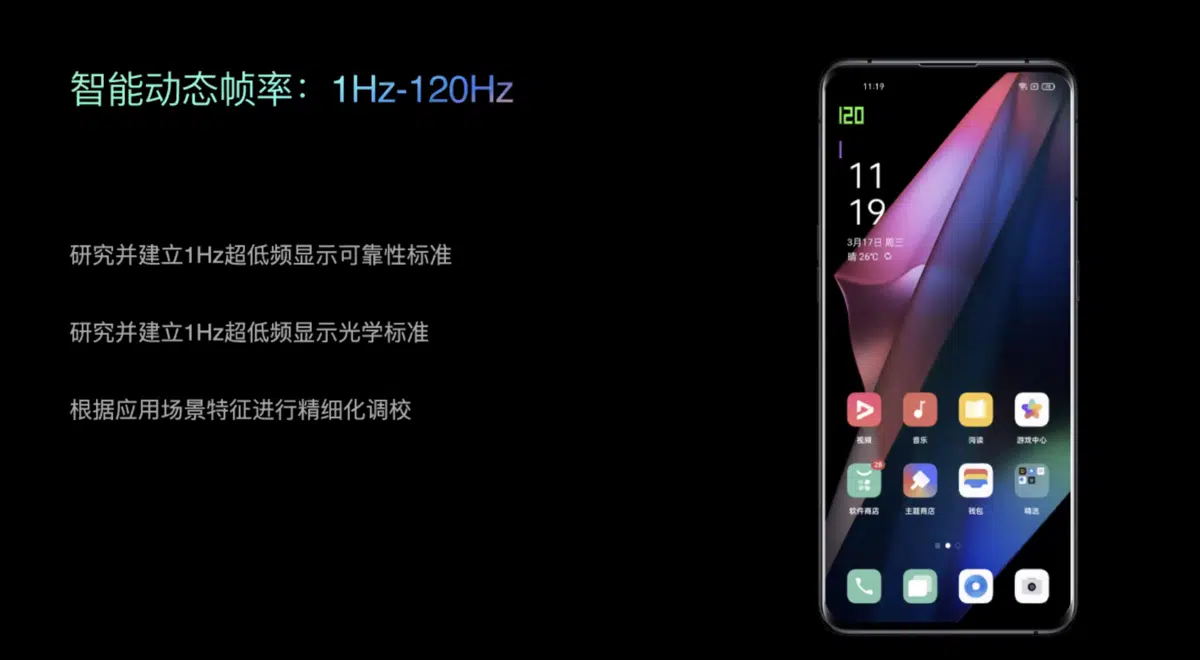 智能动态帧率：1Hz-120Hz
研究并建立1Hz超低频显示可靠性标准
研究并建立1Hz超低频显示光学标准
根据应用场景特征进行精细化调校
11:19
120
11
19
3月17日 周三
晴 26℃
视频 音乐 阅读 游戏中心
软件商店 主题商店 钱包